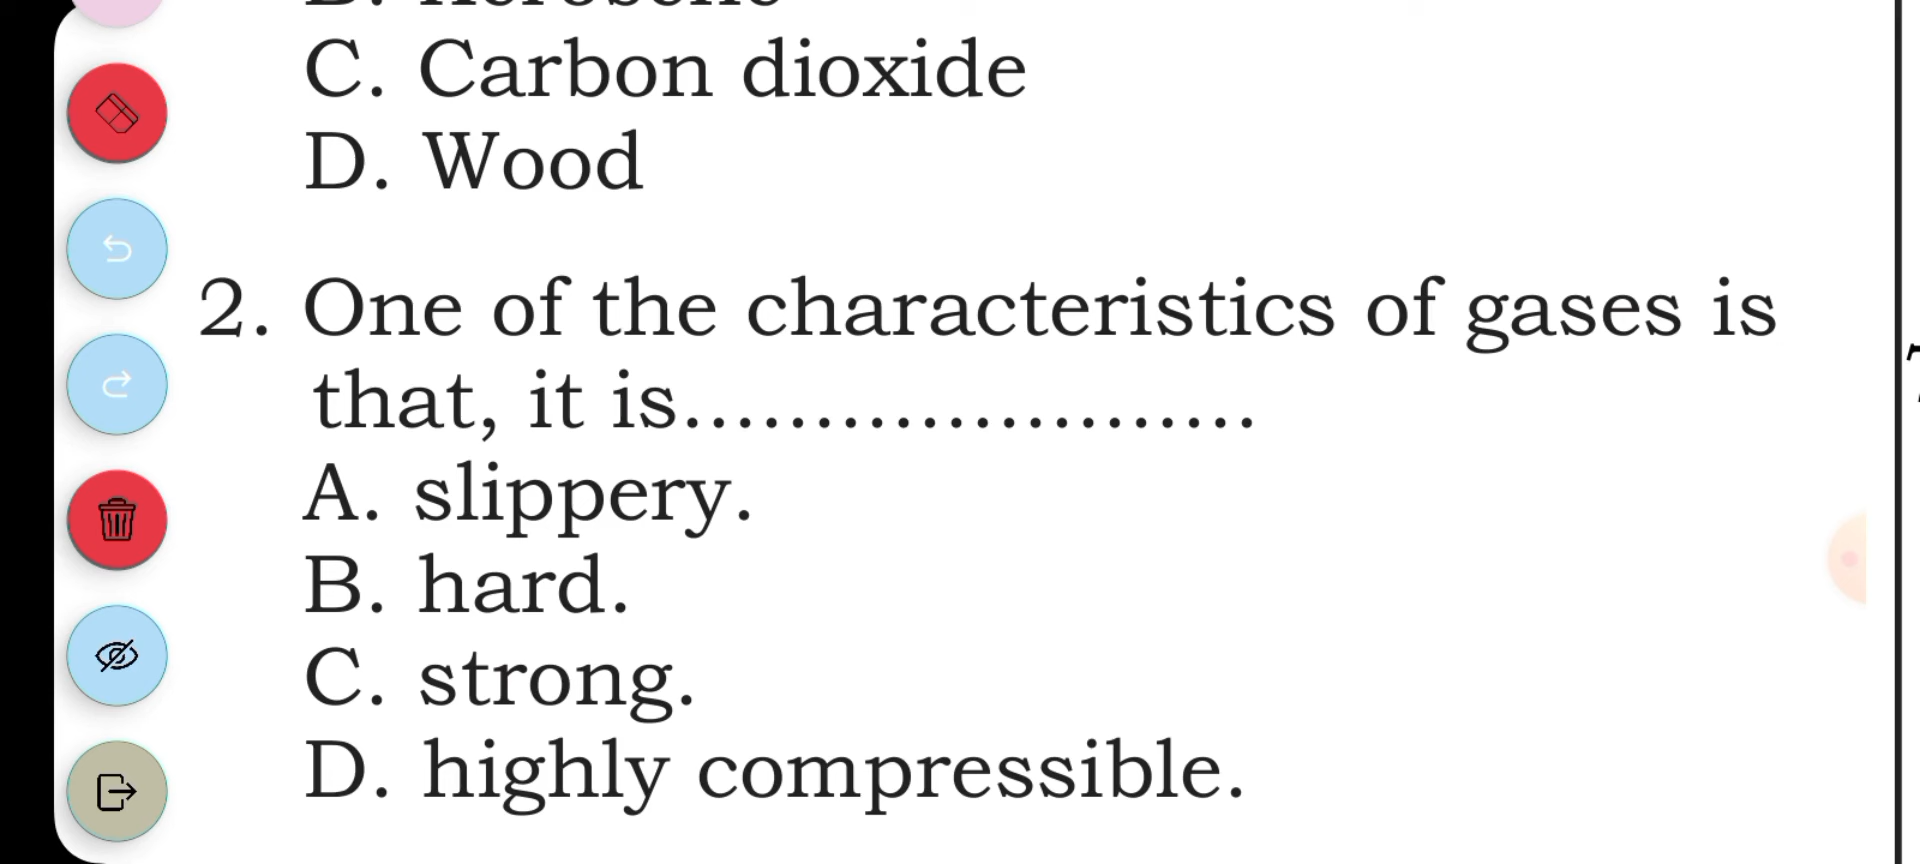 C. Carbon dioxide
D. Wood
2. One of the characteristics of gases is
that, it is......................
A. slippery.
B. hard.
C. strong.
D. highly compressible.